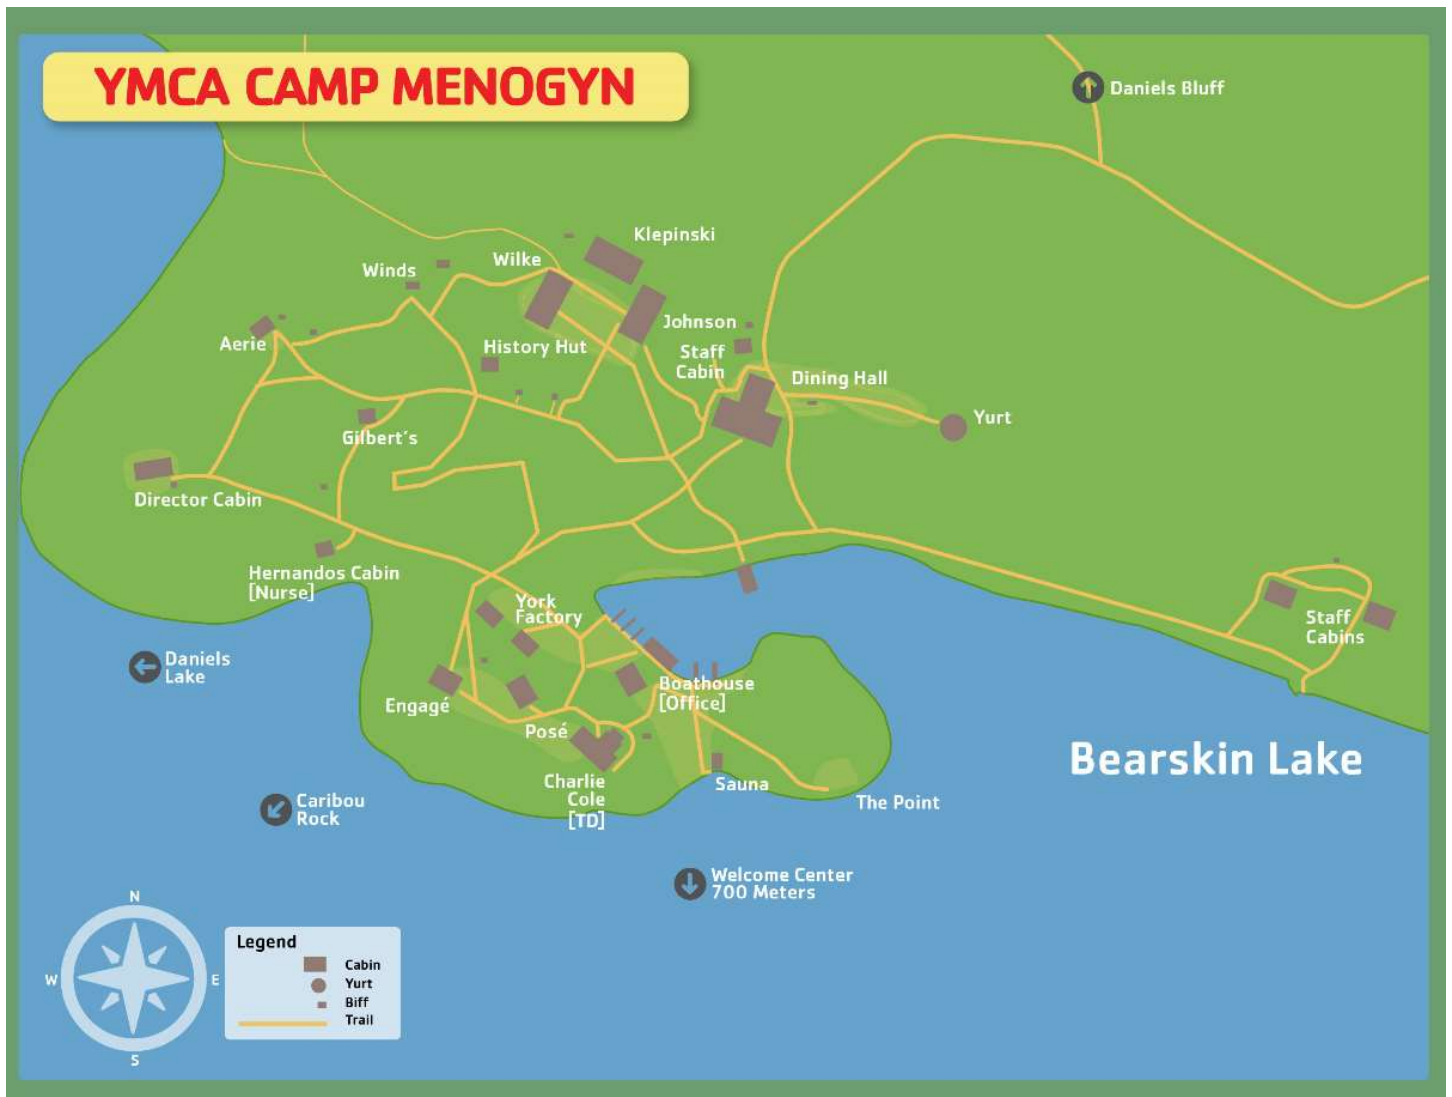 YMCA CAMP MENOGYN
Daniels Bluff
Klepinski
Wilke
Winds
Johnson
Aerie
History Hut
Staff
Cabin
Dining Hall
Yurt
Gilbert's
Director Cabin
Hernandos Cabin
[Nurse]
York
Factory
Staff
Cabins
Daniels
Lake
Boathouse
[Office]
Engagé
Posé
Bearskin Lake
Charlie
Cole
[TD]
Sauna
The Point
Caribou
Rock
Welcome Center
700 Meters
N
W
E
S
Legend
Cabin
Yurt
Biff
Trail